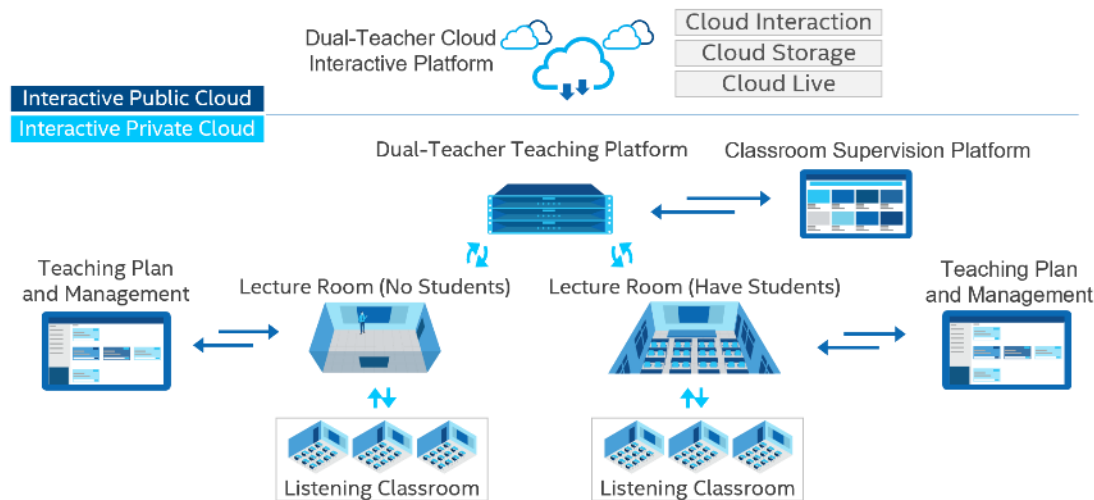 Dual-Teacher Cloud
Interactive Platform
Cloud Interaction
Cloud Storage
Cloud Live
Interactive Public Cloud
Interactive Private Cloud
Dual-Teacher Teaching Platform
Classroom Supervision Platform
Teaching Plan
and Management
Lecture Room (No Students)
Lecture Room (Have Students)
Teaching Plan
and Management
Listening Classroom
Listening Classroom